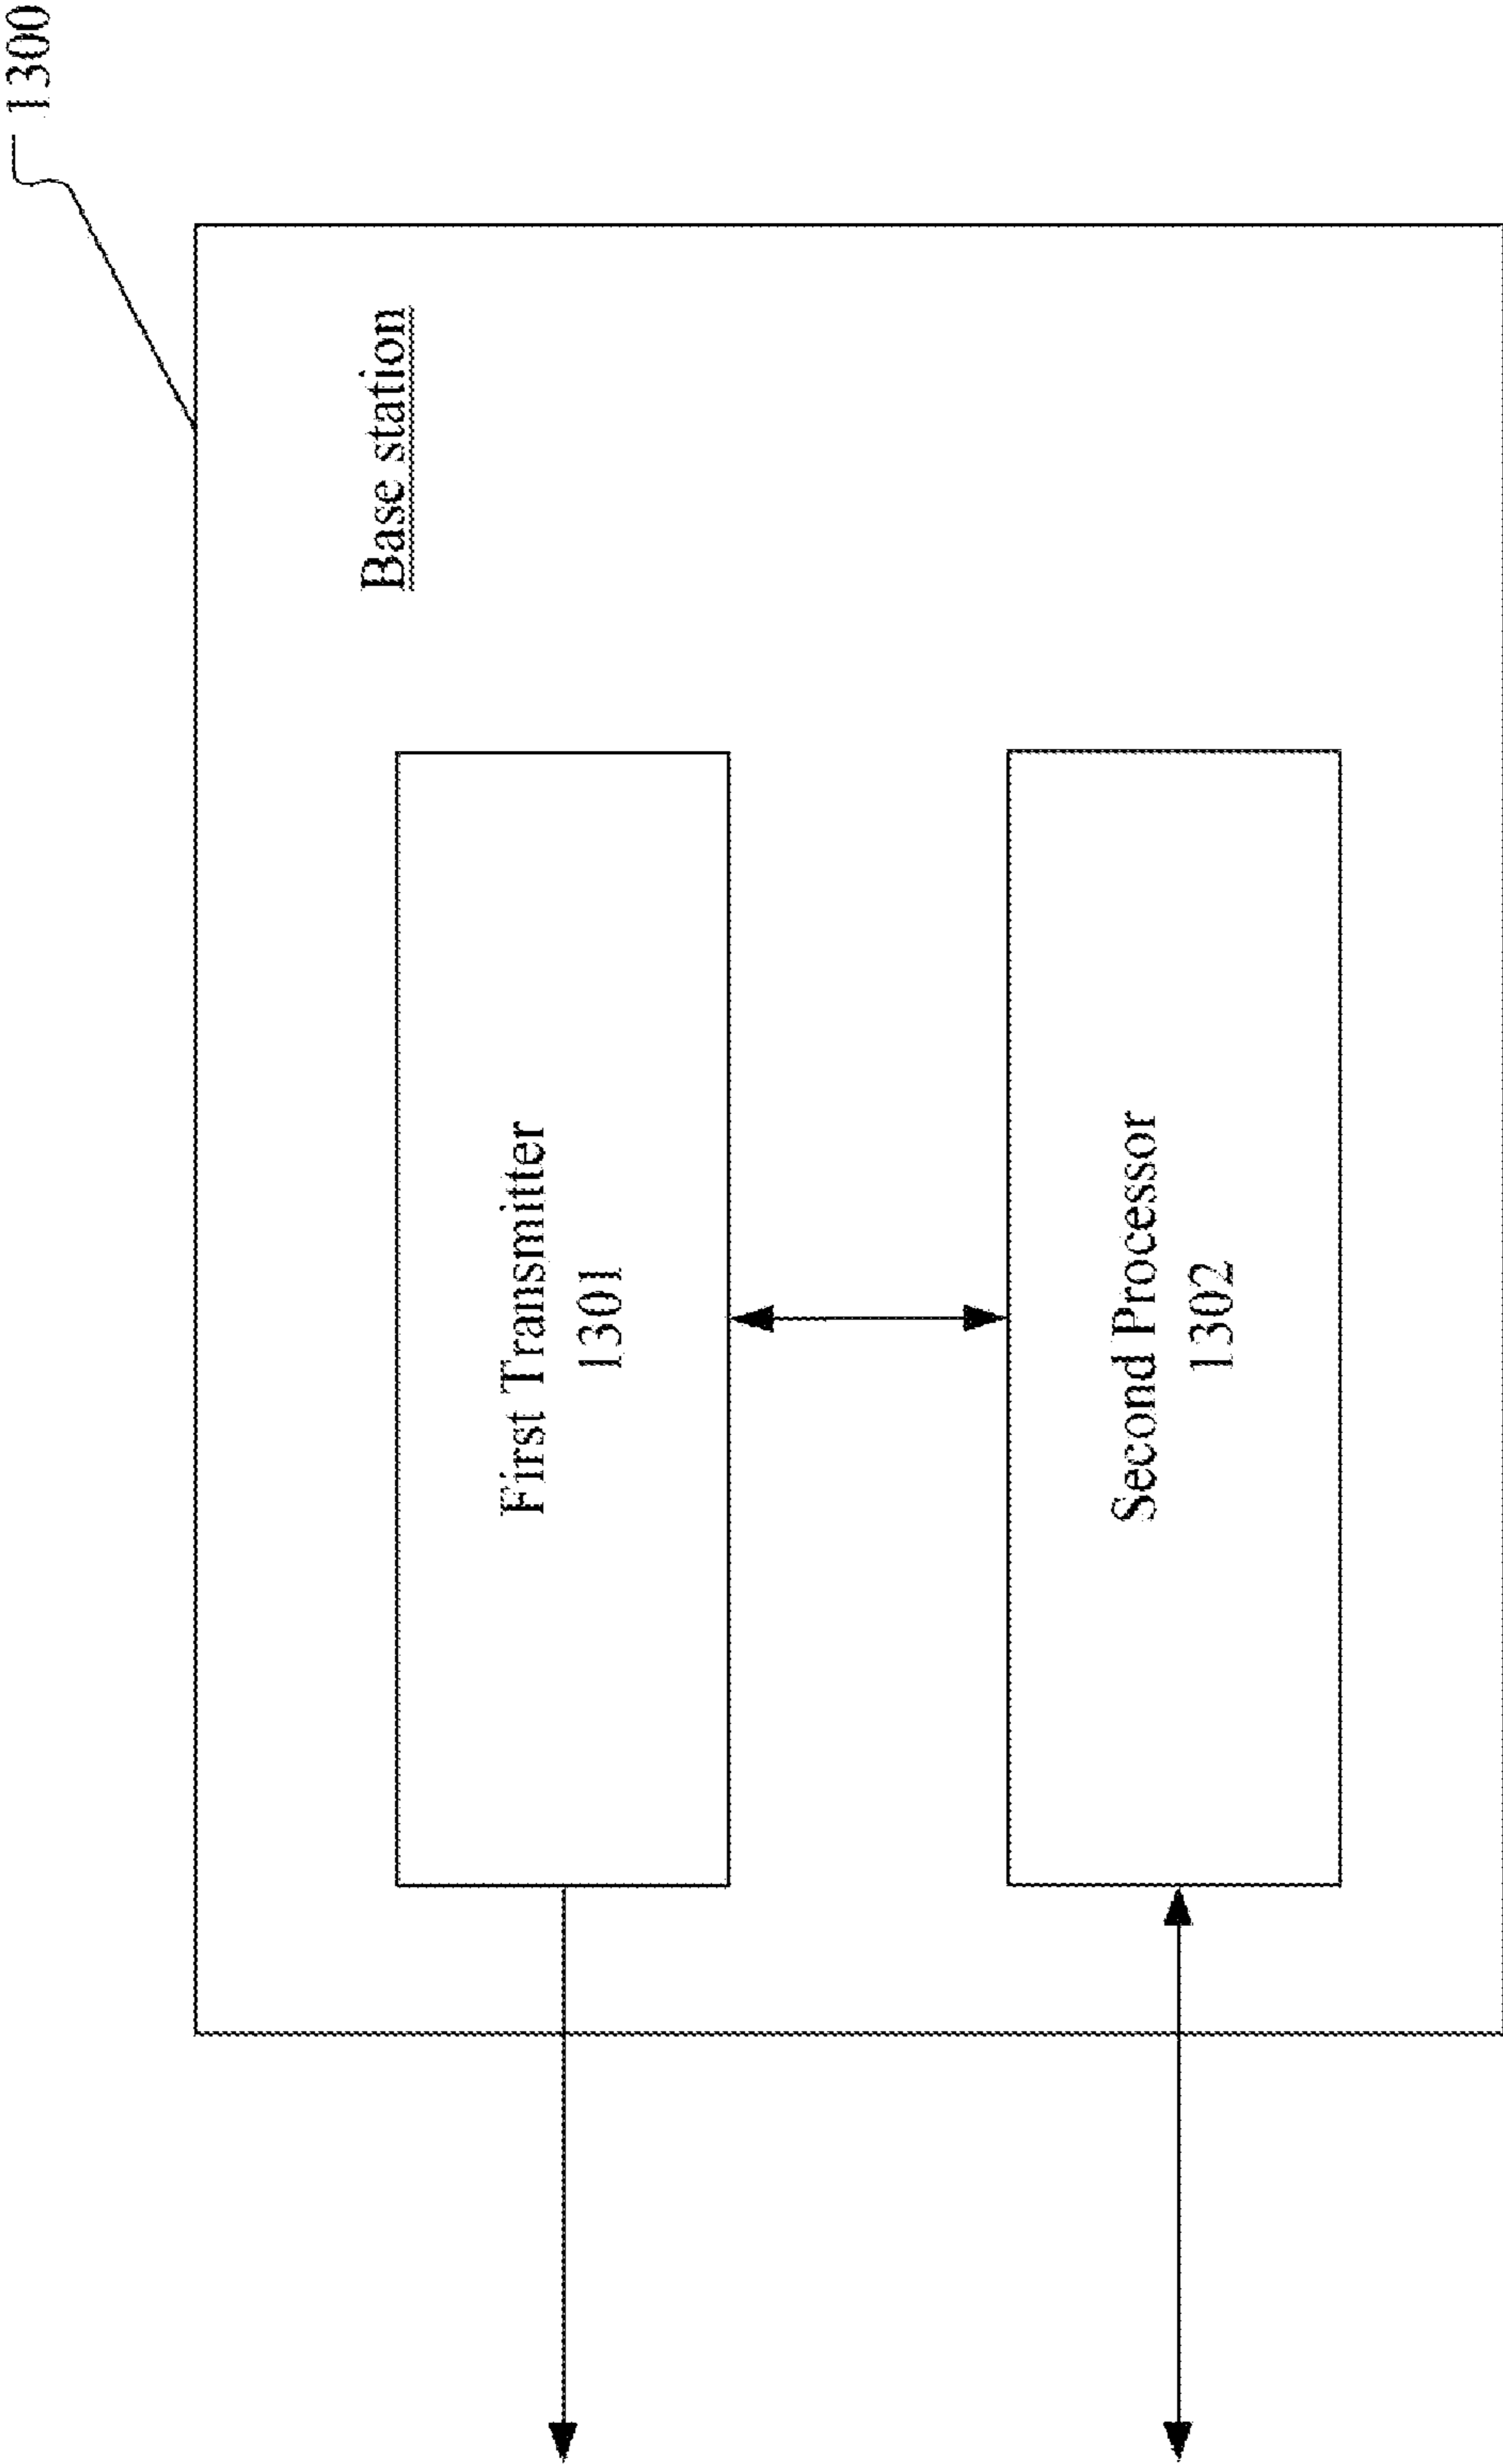 1300
Base station
First Transmitter
1301
Second Processor
1302